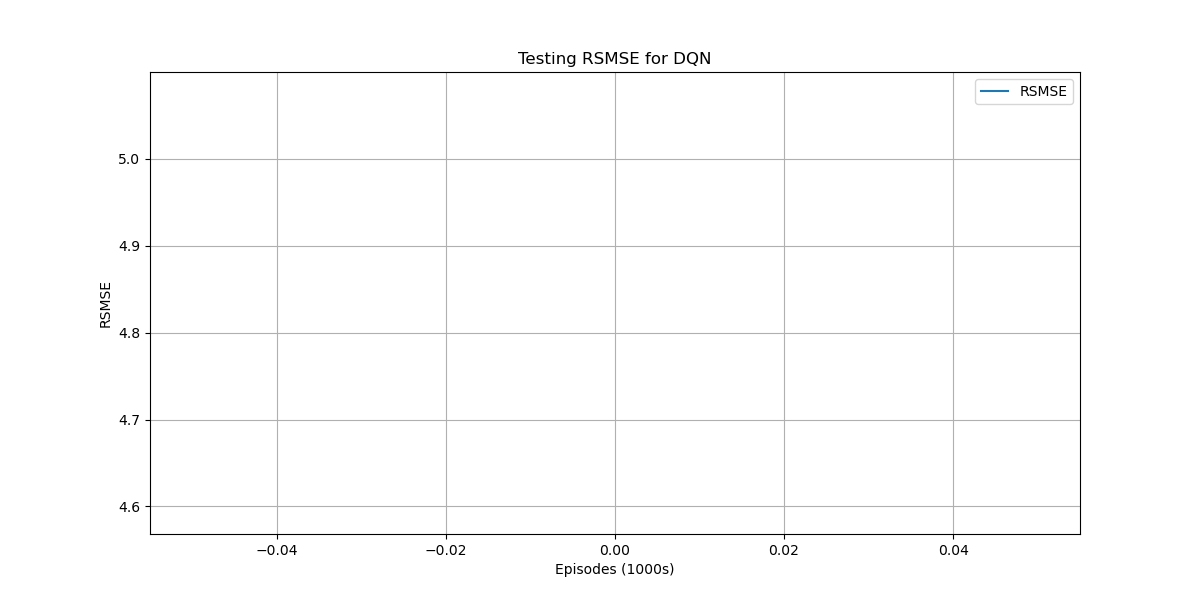 Testing RSMSE for DQN
RSMSE
5.0
4.9
4.8
4.7
4.6
RSMSE
−0.04
−0.02
0.00
0.02
0.04
Episodes (1000s)